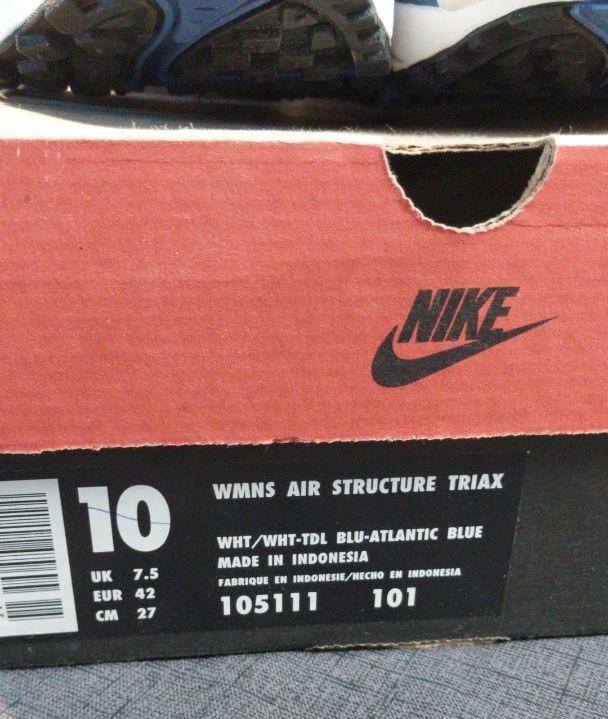 NIKE
10
UK 7.5
EUR 42
CM 27
WMNS AIR STRUCTURE TRIAX
WHT/WHT-TDL BLU-ATLANTIC BLUE
MADE IN INDONESIA
FABRIQUE EN INDONESIE/HECHO EN INDONESIA
105111 101